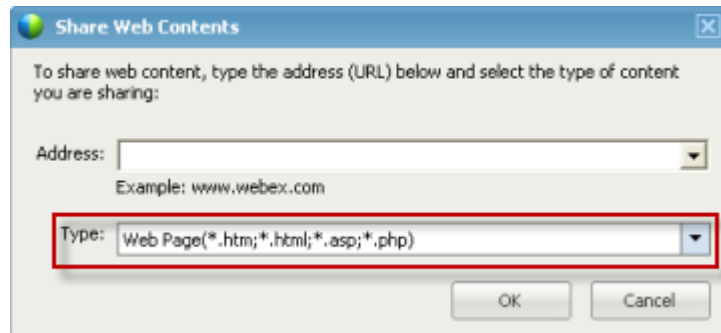 Share Web Contents
To share web content, type the address (URL) below and select the type of content
you are sharing:
Address:
Example: www.webex.com
Type: Web Page(*.htm;*.html;*.asp;*.php)
OK Cancel